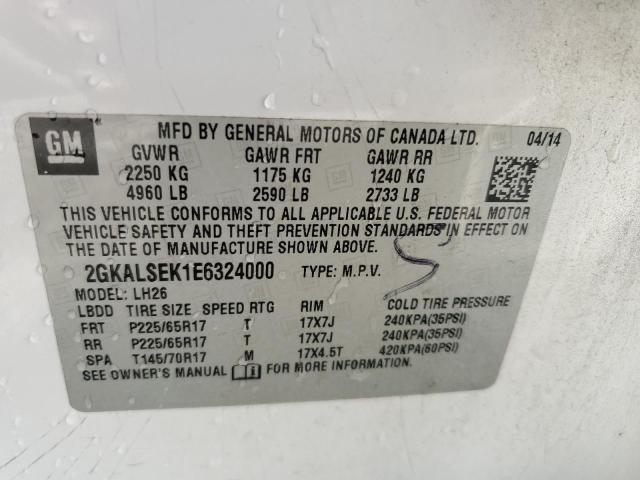 GM
MFD BY GENERAL MOTORS OF CANADA LTD. 04/14
GVWR GAWR FRT GAWR RR
2250 KG 1175 KG 1240 KG
4960 LB 2590 LB 2733 LB
THIS VEHICLE CONFORMS TO ALL APPLICABLE U.S. FEDERAL MOTOR
VEHICLE SAFETY AND THEFT PREVENTION STANDARDS IN EFFECT ON
THE DATE OF MANUFACTURE SHOWN ABOVE.
2GKALSEK1E6324000 TYPE: M.P.V.
MODEL: LH26
LBDD TIRE SIZE SPEED RTG RIM COLD TIRE PRESSURE
FRT P225/65R17 T 17X7J 240KPA(35PSI)
RR P225/65R17 T 17X7J 240KPA(35PSI)
SPA T145/70R17 M 17X4.5T 420KPA(60PSI)
SEE OWNER'S MANUAL FOR MORE INFORMATION.